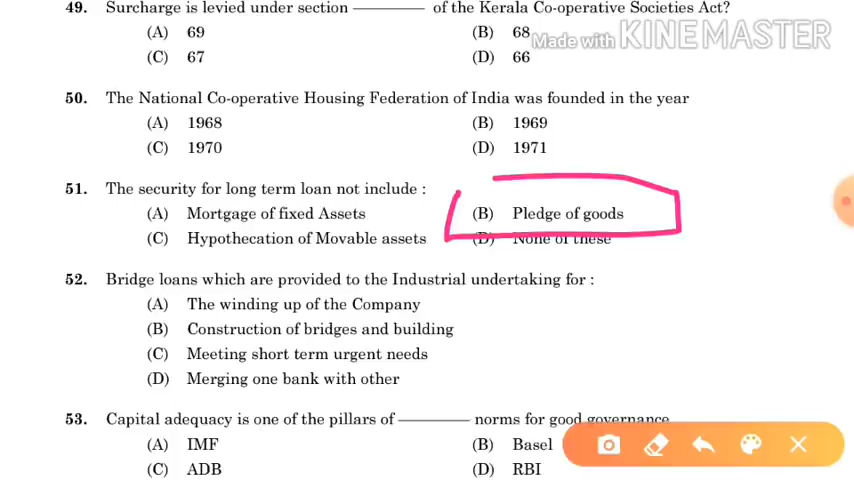 49. Surcharge is levied under section ———— of the Kerala Co-operative Societies Act?
(A) 69 (B) 68
Made with KINEMASTER
(C) 67 (D) 66
50. The National Co-operative Housing Federation of India was founded in the year
(A) 1968 (B) 1969
(C) 1970 (D) 1971
51. The security for long term loan not include :
(A) Mortgage of fixed Assets (B) Pledge of goods
(C) Hypothecation of Movable assets (D) None of these
52. Bridge loans which are provided to the Industrial undertaking for :
(A) The winding up of the Company
(B) Construction of bridges and building
(C) Meeting short term urgent needs
(D) Merging one bank with other
53. Capital adequacy is one of the pillars of ———— norms for good governance
(A) IMF (B) Basel
(C) ADB (D) RBI